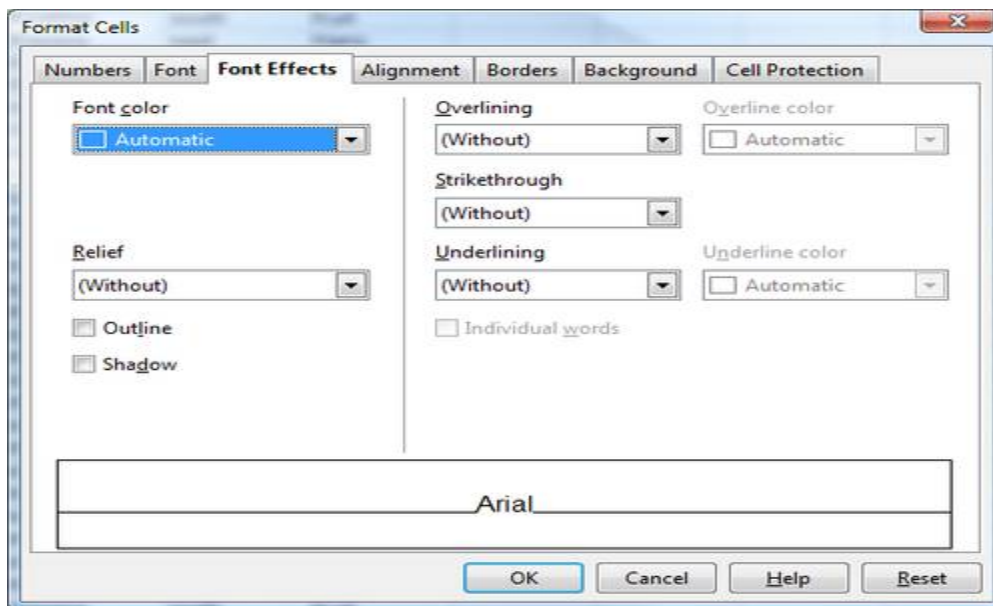 Format Cells
Numbers Font Font Effects Alignment Borders Background Cell Protection
Font color
Automatic
Overlining
(Without)
Overline color
Automatic
Strikethrough
(Without)
Relief
(Without)
Underlining
(Without)
Underline color
Automatic
Outline
Individual words
Shadow
Arial
OK Cancel Help Reset